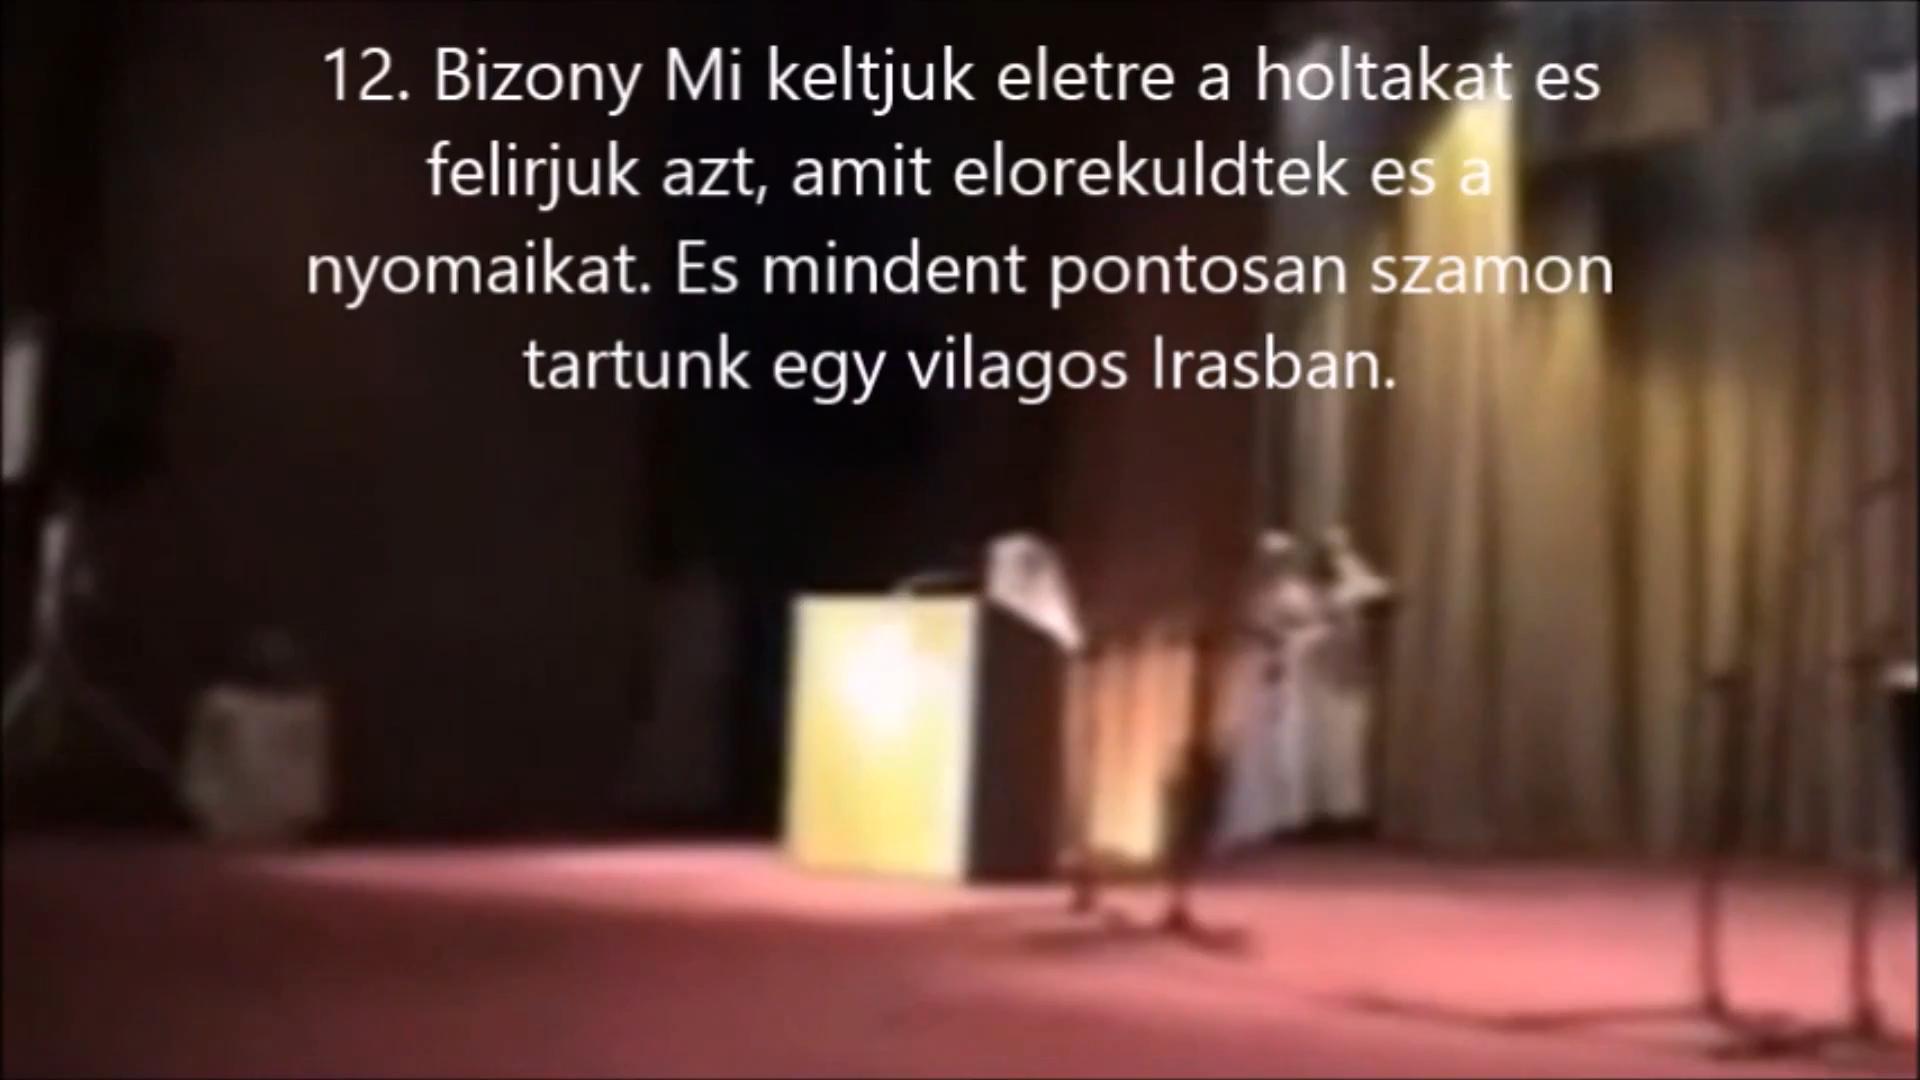 12. Bizony Mi keltjuk eletre a holtakat es
felirjuk azt, amit elorekuldtek es a
nyomaikat. Es mindent pontosan szamon
tartunk egy vilagos Irasban.